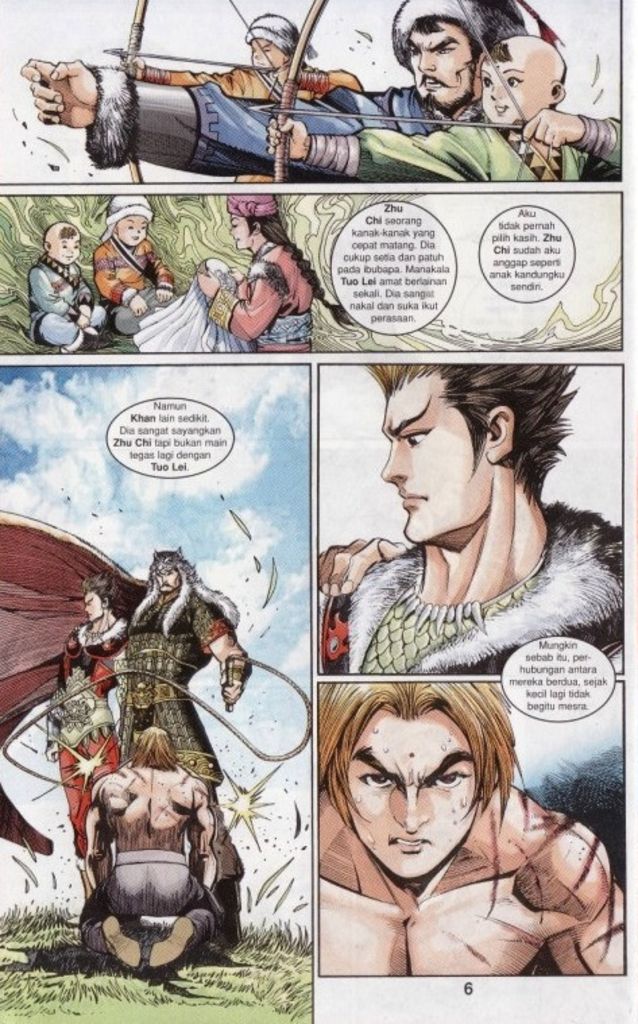 Zhu
Chi seorang
kanak-kanak yang
cepat matang. Dia
cukup setia dan patuh
pada ibubapa. Manakala
Tuo Lei amat berlainan
sekali. Dia sangat
nakal dan suka ikut
perasaan.
Aku
tidak pernah
pilih kasih. Zhu
Chi sudah aku
anggap seperti
anak kandungku
sendiri.
Namun
Khan lain sedikit.
Dia sangat sayangkan
Zhu Chi tapi bukan main
tegas lagi dengan
Tuo Lei.
Mungkin
sebab itu, per-
hubungan antara
mereka berdua, sejak
kecil lagi tidak
begitu mesra.
6